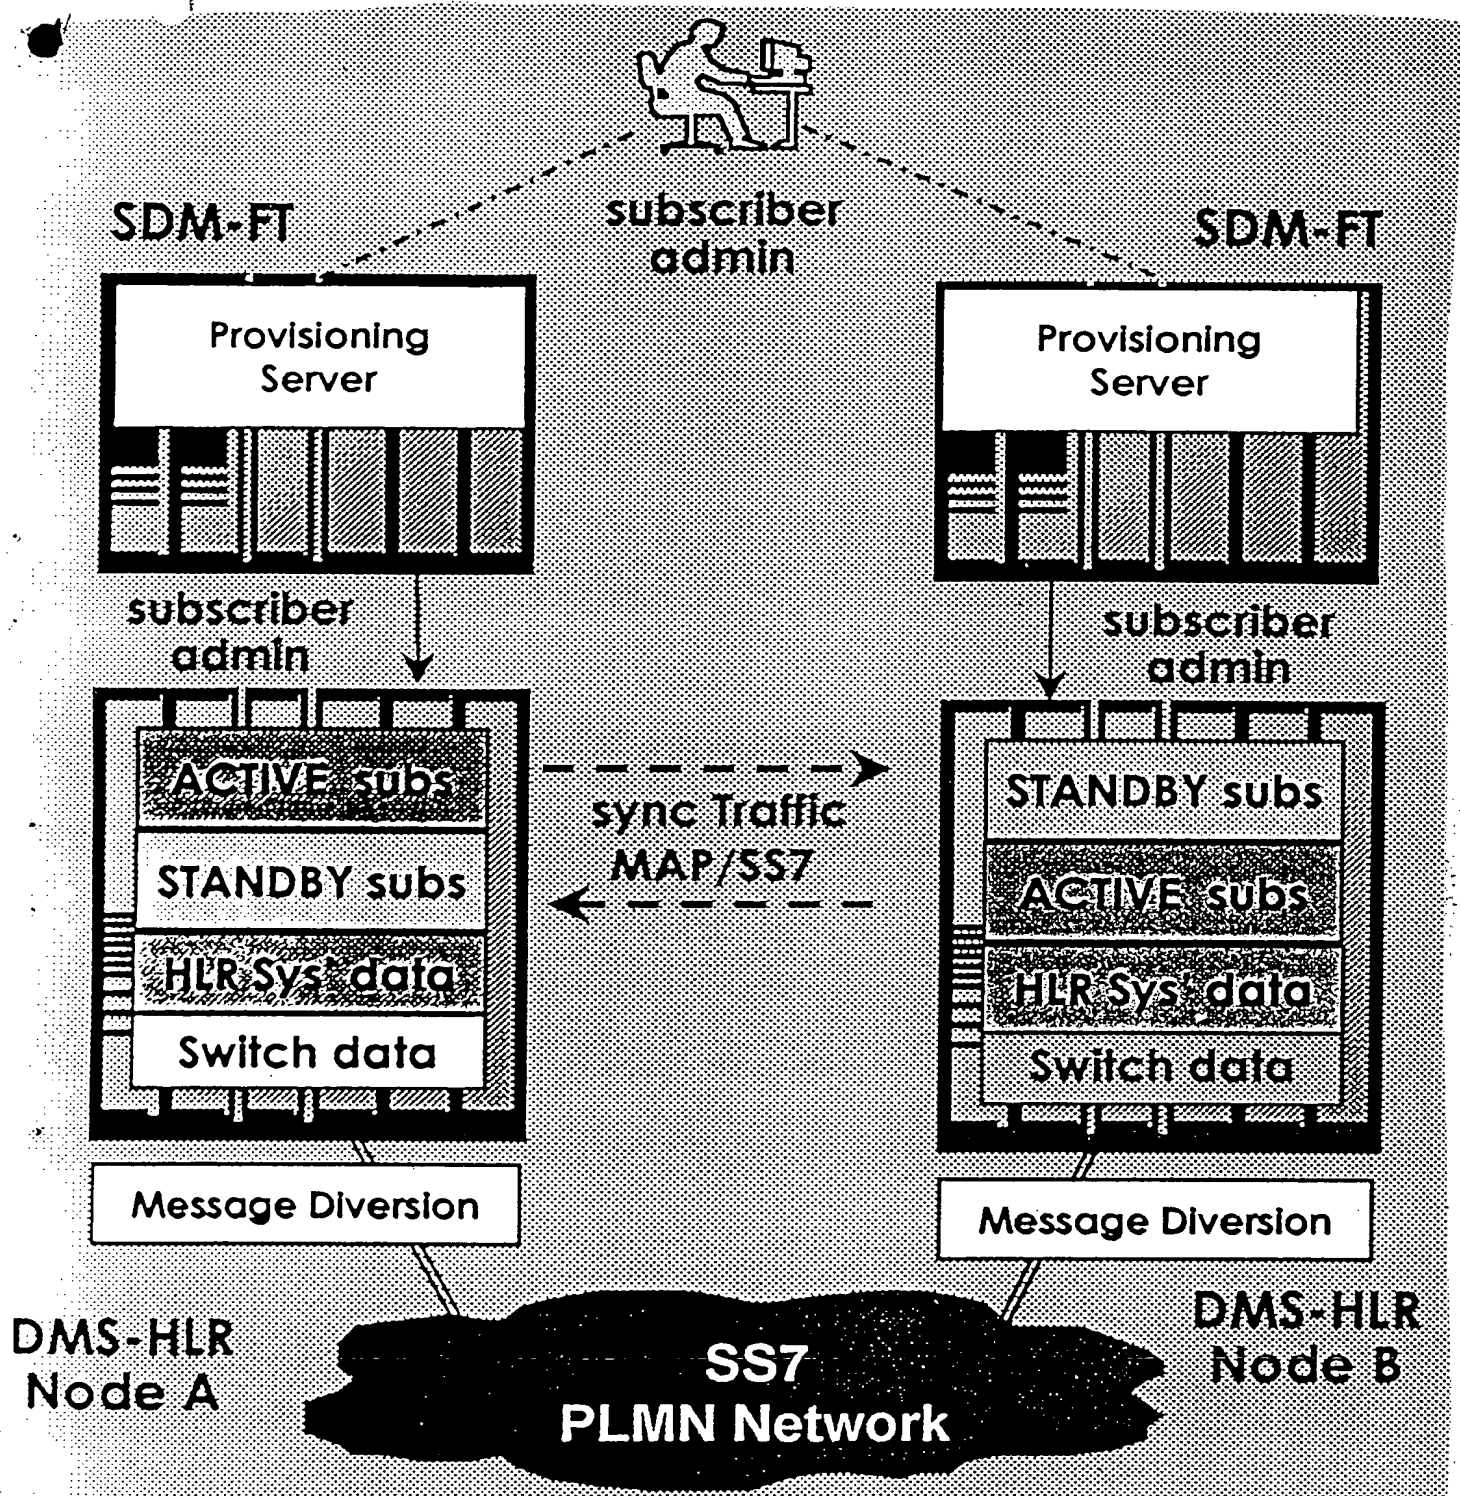 subscriber
admin
SDM-FT
SDM-FT
Provisioning
Server
Provisioning
Server
subscriber
admin
subscriber
admin
ACTIVE subs
STANDBY subs
HLR Sys' data
Switch data
sync Traffic
MAP/SS7
STANDBY subs
ACTIVE subs
HLR Sys' data
Switch data
Message Diversion
Message Diversion
DMS-HLR
Node A
DMS-HLR
Node B
SS7
PLMN Network